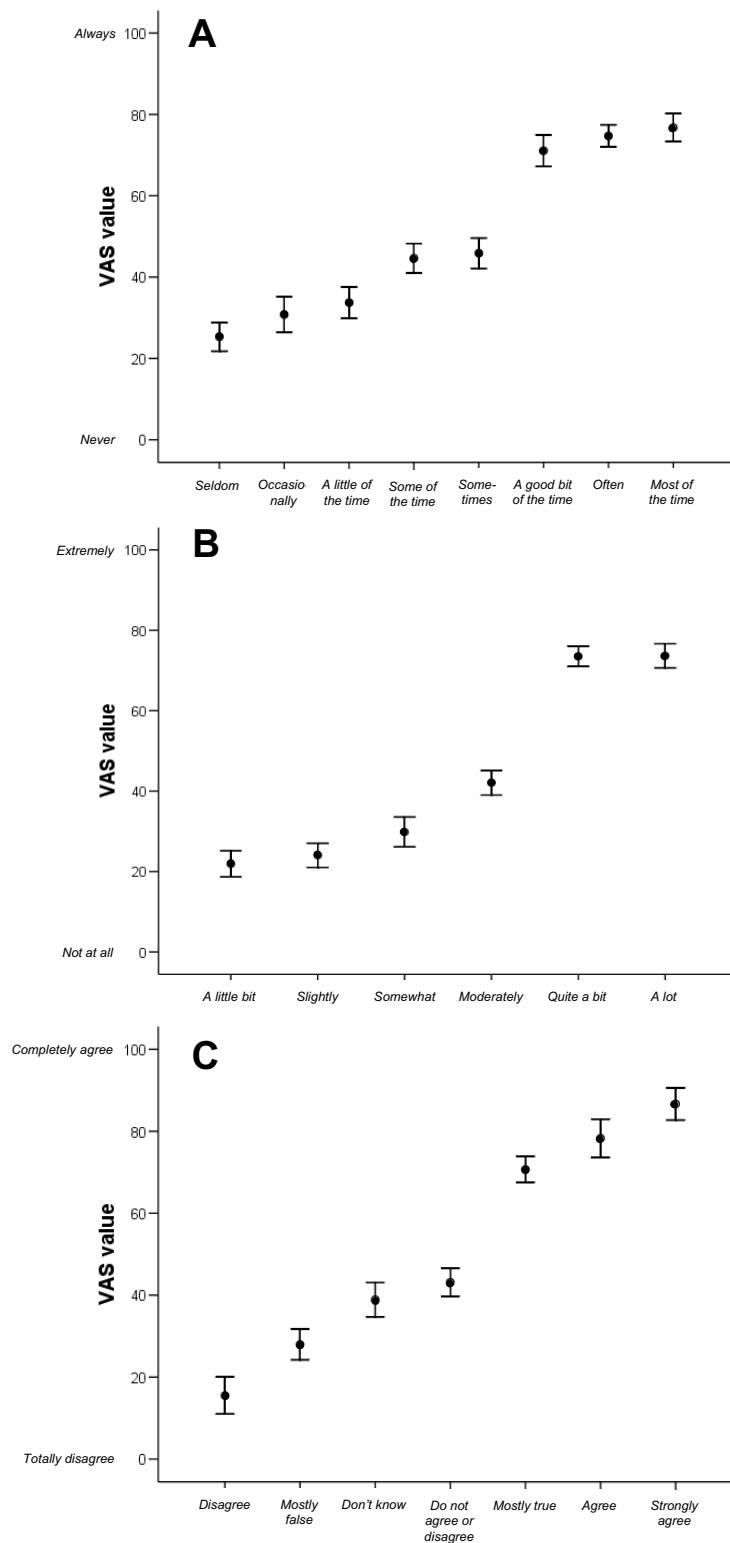 A
Always 100
80
60
40
20
Never 0
VAS value
Seldom Occasio A little of Some of Some- A good bit Often Most of
nally the time the time times of the time the time
B
Extremely 100
80
60
40
20
Not at all 0
VAS value
A little bit Slightly Somewhat Moderately Quite a bit A lot
C
Completely agree 100
80
60
40
20
Totally disagree 0
VAS value
Disagree Mostly Don't know Do not Mostly true Agree Strongly
false agree or agree
disagree